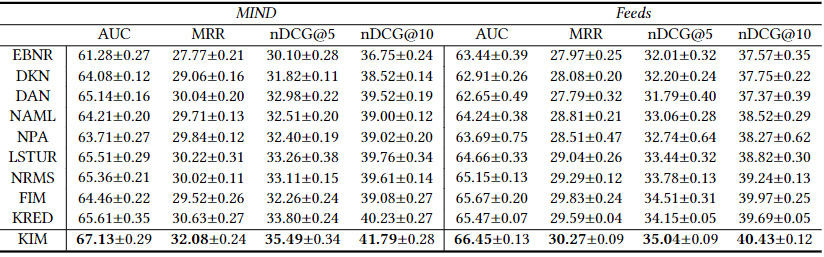 MIND Feeds
AUC MRR nDCG@5 nDCG@10 AUC MRR nDCG@5 nDCG@10
EBNR 61.28±0.27 27.77±0.21 30.10±0.28 36.75±0.24 63.44±0.39 27.97±0.25 32.01±0.32 37.57±0.35
DKN 64.08±0.12 29.06±0.16 31.82±0.11 38.52±0.14 62.91±0.26 28.08±0.20 32.20±0.24 37.75±0.22
DAN 65.14±0.16 30.04±0.20 32.98±0.22 39.52±0.19 62.65±0.49 27.79±0.32 31.79±0.40 37.37±0.39
NAML 64.21±0.20 29.71±0.13 32.51±0.20 39.00±0.12 64.24±0.38 28.81±0.21 33.06±0.28 38.52±0.29
NPA 63.71±0.27 29.84±0.12 32.40±0.19 39.02±0.20 63.69±0.75 28.51±0.47 32.74±0.64 38.27±0.62
LSTUR 65.51±0.29 30.22±0.31 33.26±0.38 39.76±0.34 64.66±0.33 29.04±0.26 33.44±0.32 38.82±0.30
NRMS 65.36±0.21 30.02±0.11 33.11±0.15 39.61±0.14 65.15±0.13 29.29±0.12 33.78±0.13 39.24±0.13
FIM 64.46±0.22 29.52±0.26 32.26±0.24 39.08±0.27 65.67±0.20 29.83±0.24 34.51±0.31 39.97±0.25
KRED 65.61±0.35 30.63±0.27 33.80±0.24 40.23±0.27 65.47±0.07 29.59±0.04 34.15±0.05 39.69±0.05
KIM 67.13±0.29 32.08±0.24 35.49±0.34 41.79±0.28 66.45±0.13 30.27±0.09 35.04±0.09 40.43±0.12